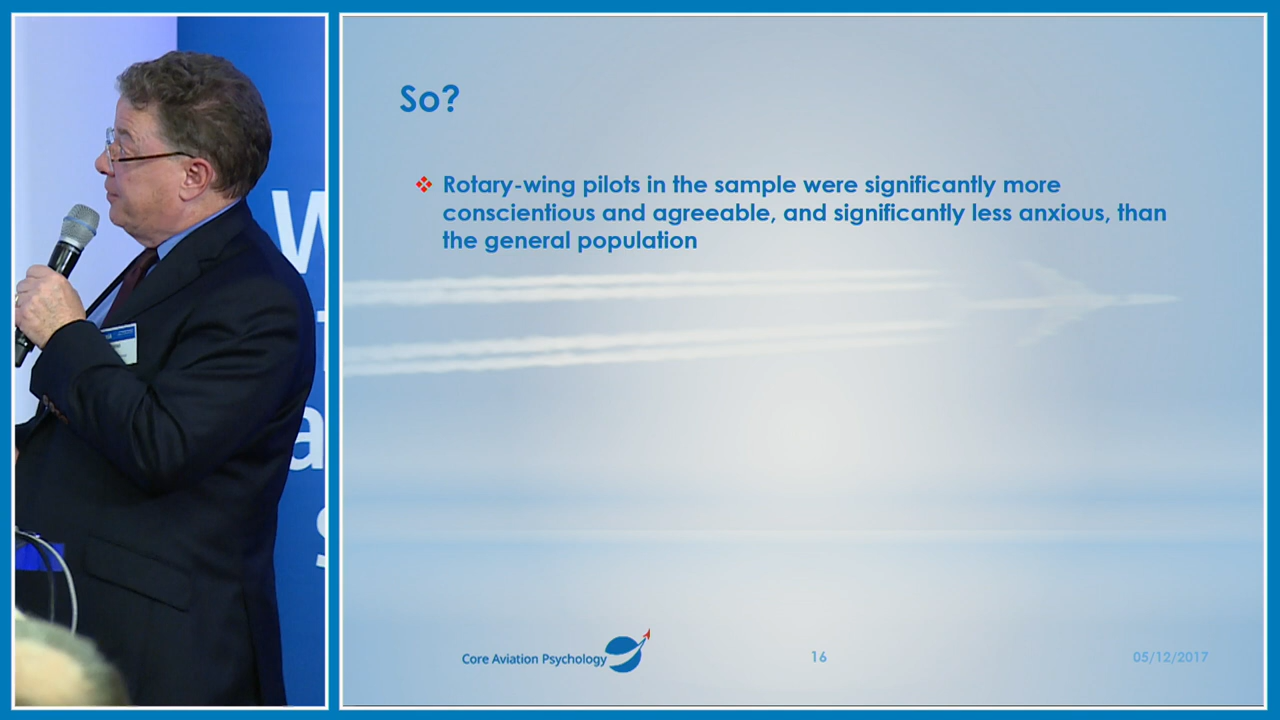 So?
Rotary-wing pilots in the sample were significantly more
conscientious and agreeable, and significantly less anxious, than
the general population
Core Aviation Psychology
16
05/12/2017